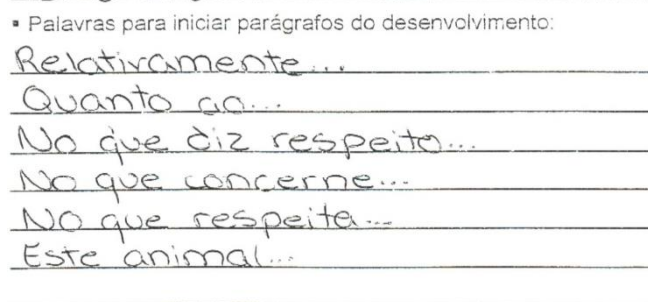 ▪ Palavras para iniciar parágrafos do desenvolvimento:
Relativamente...
Quanto ao...
No que diz respeito...
No que concerne...
No que respeita...
Este animal...